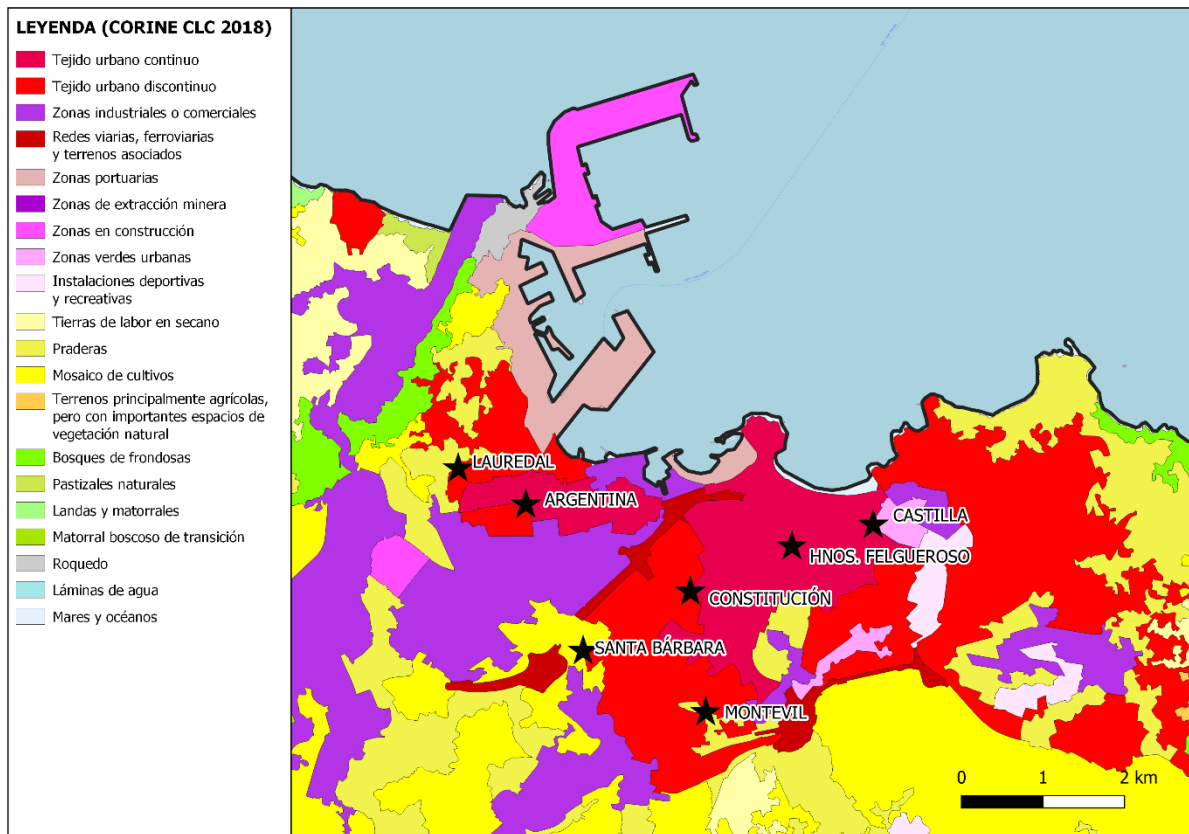 LEYENDA (CORINE CLC 2018)
Tejido urbano continuo
Tejido urbano discontinuo
Zonas industriales o comerciales
Redes viarias, ferroviarias
y terrenos asociados
Zonas portuarias
Zonas de extracción minera
Zonas en construcción
Zonas verdes urbanas
Instalaciones deportivas
y recreativas
Tierras de labor en secano
Praderas
Mosaico de cultivos
Terrenos principalmente agrícolas,
pero con importantes espacios de
vegetación natural
Bosques de frondosas
Pastizales naturales
Landas y matorrales
Matorral boscoso de transición
Roquedo
Láminas de agua
Mares y océanos
LAUREDAL
ARGENTINA
CASTILLA
HNOS. FELGUEROSO
CONSTITUCIÓN
SANTA BÁRBARA
MONTEVIL
0 1 2 km